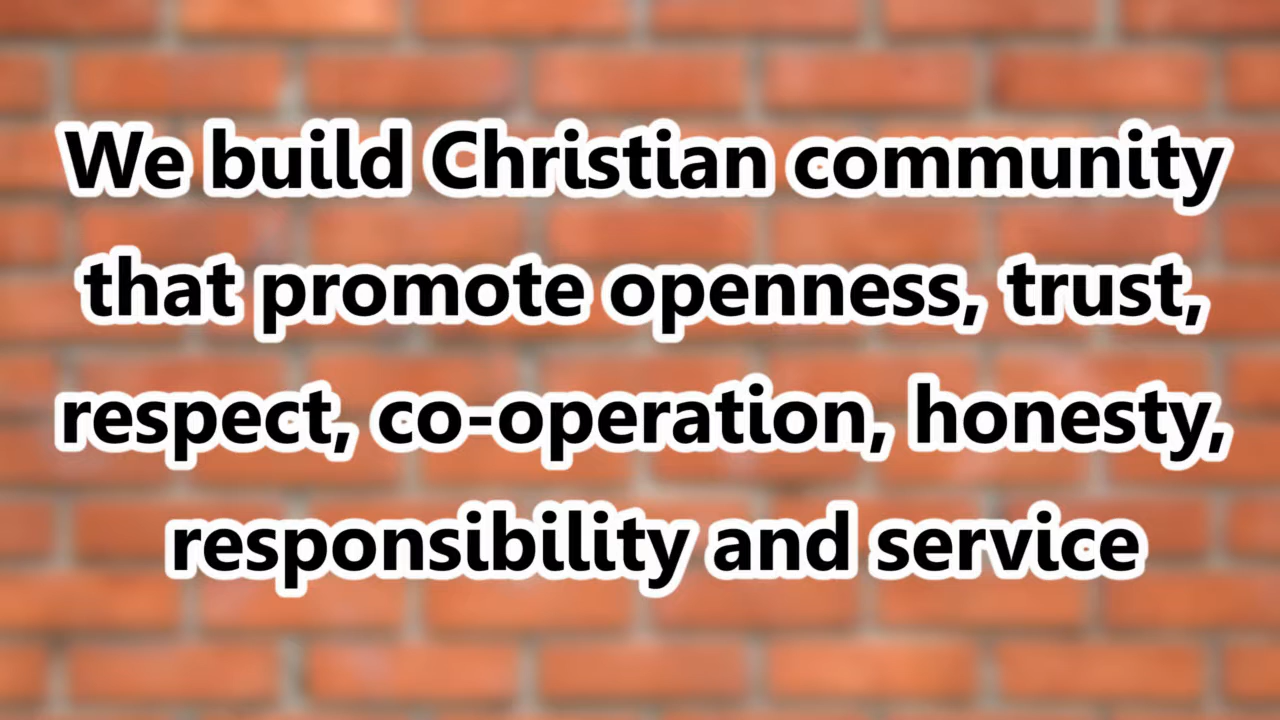 We build Christian community
that promote openness, trust,
respect, co-operation, honesty,
responsibility and service